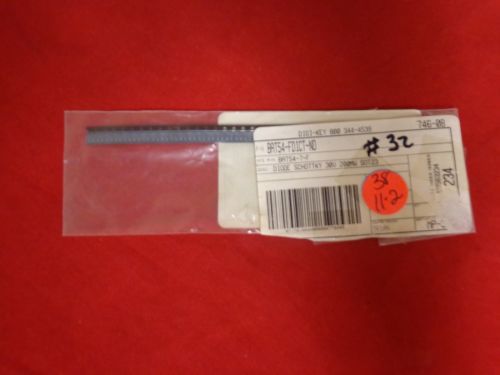 DIGI-KEY 800 344-4539
746-08
# 32
P/N BAT54-FDICT-ND
BAT54-7-F
DIODE SCHOTTKY 30V 200MW SOT23
38
11.2
234